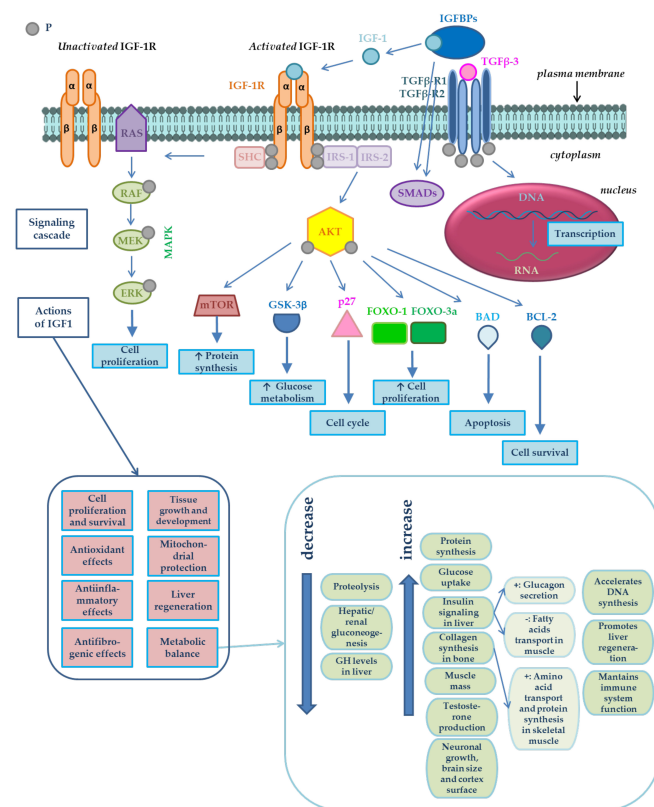 P
Unactivated IGF-1R
Activated IGF-1R
IGF-1
IGFBPs
TGFβ-3
IGF-1R
TGFβ-R1
TGFβ-R2
plasma membrane
α
α
β
β
α
α
β
β
RAS
SHC
IRS-1
IRS-2
cytoplasm
nucleus
SMADs
DNA
Transcription
RNA
RAF
MEK
ERK
MAPK
Signaling
cascade
AKT
Actions
of IGF1
mTOR
GSK-3β
p27
FOXO-1
FOXO-3a
BAD
BCL-2
Cell
proliferation
↑ Protein
synthesis
↑ Glucose
metabolism
Cell cycle
↑ Cell
proliferation
Apoptosis
Cell survival
Cell
proliferation
and survival
Tissue
growth and
development
Antioxidant
effects
Mitochon-
drial
protection
Antiinfla-
mmatory
effects
Liver
regeneration
Antifibro-
genic effects
Metabolic
balance
decrease
Proteolysis
Hepatic/
renal
gluconeoge-
nesis
GH levels
in liver
increase
Protein
synthesis
Glucose
uptake
Insulin
signaling
in liver
Collagen
synthesis
in bone
Muscle
mass
Testoste-
rone
production
Neuronal
growth,
brain size
and cortex
surface
+: Glucagon
secretion
-: Fatty
acids
transport in
muscle
+: Amino
acid
transport
and protein
synthesis
in skeletal
muscle
Accelerates
DNA
synthesis
Promotes
liver
regenera-
tion
Mantains
immune
system
function